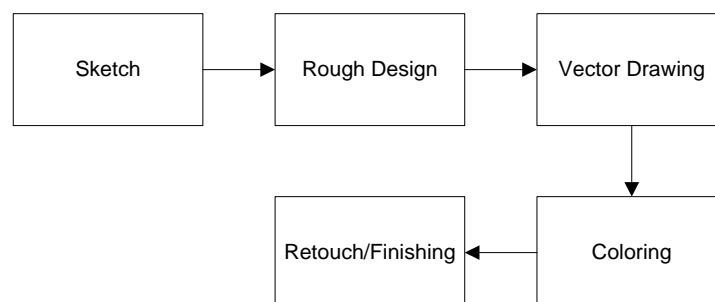 Sketch
Rough Design
Vector Drawing
Coloring
Retouch/Finishing